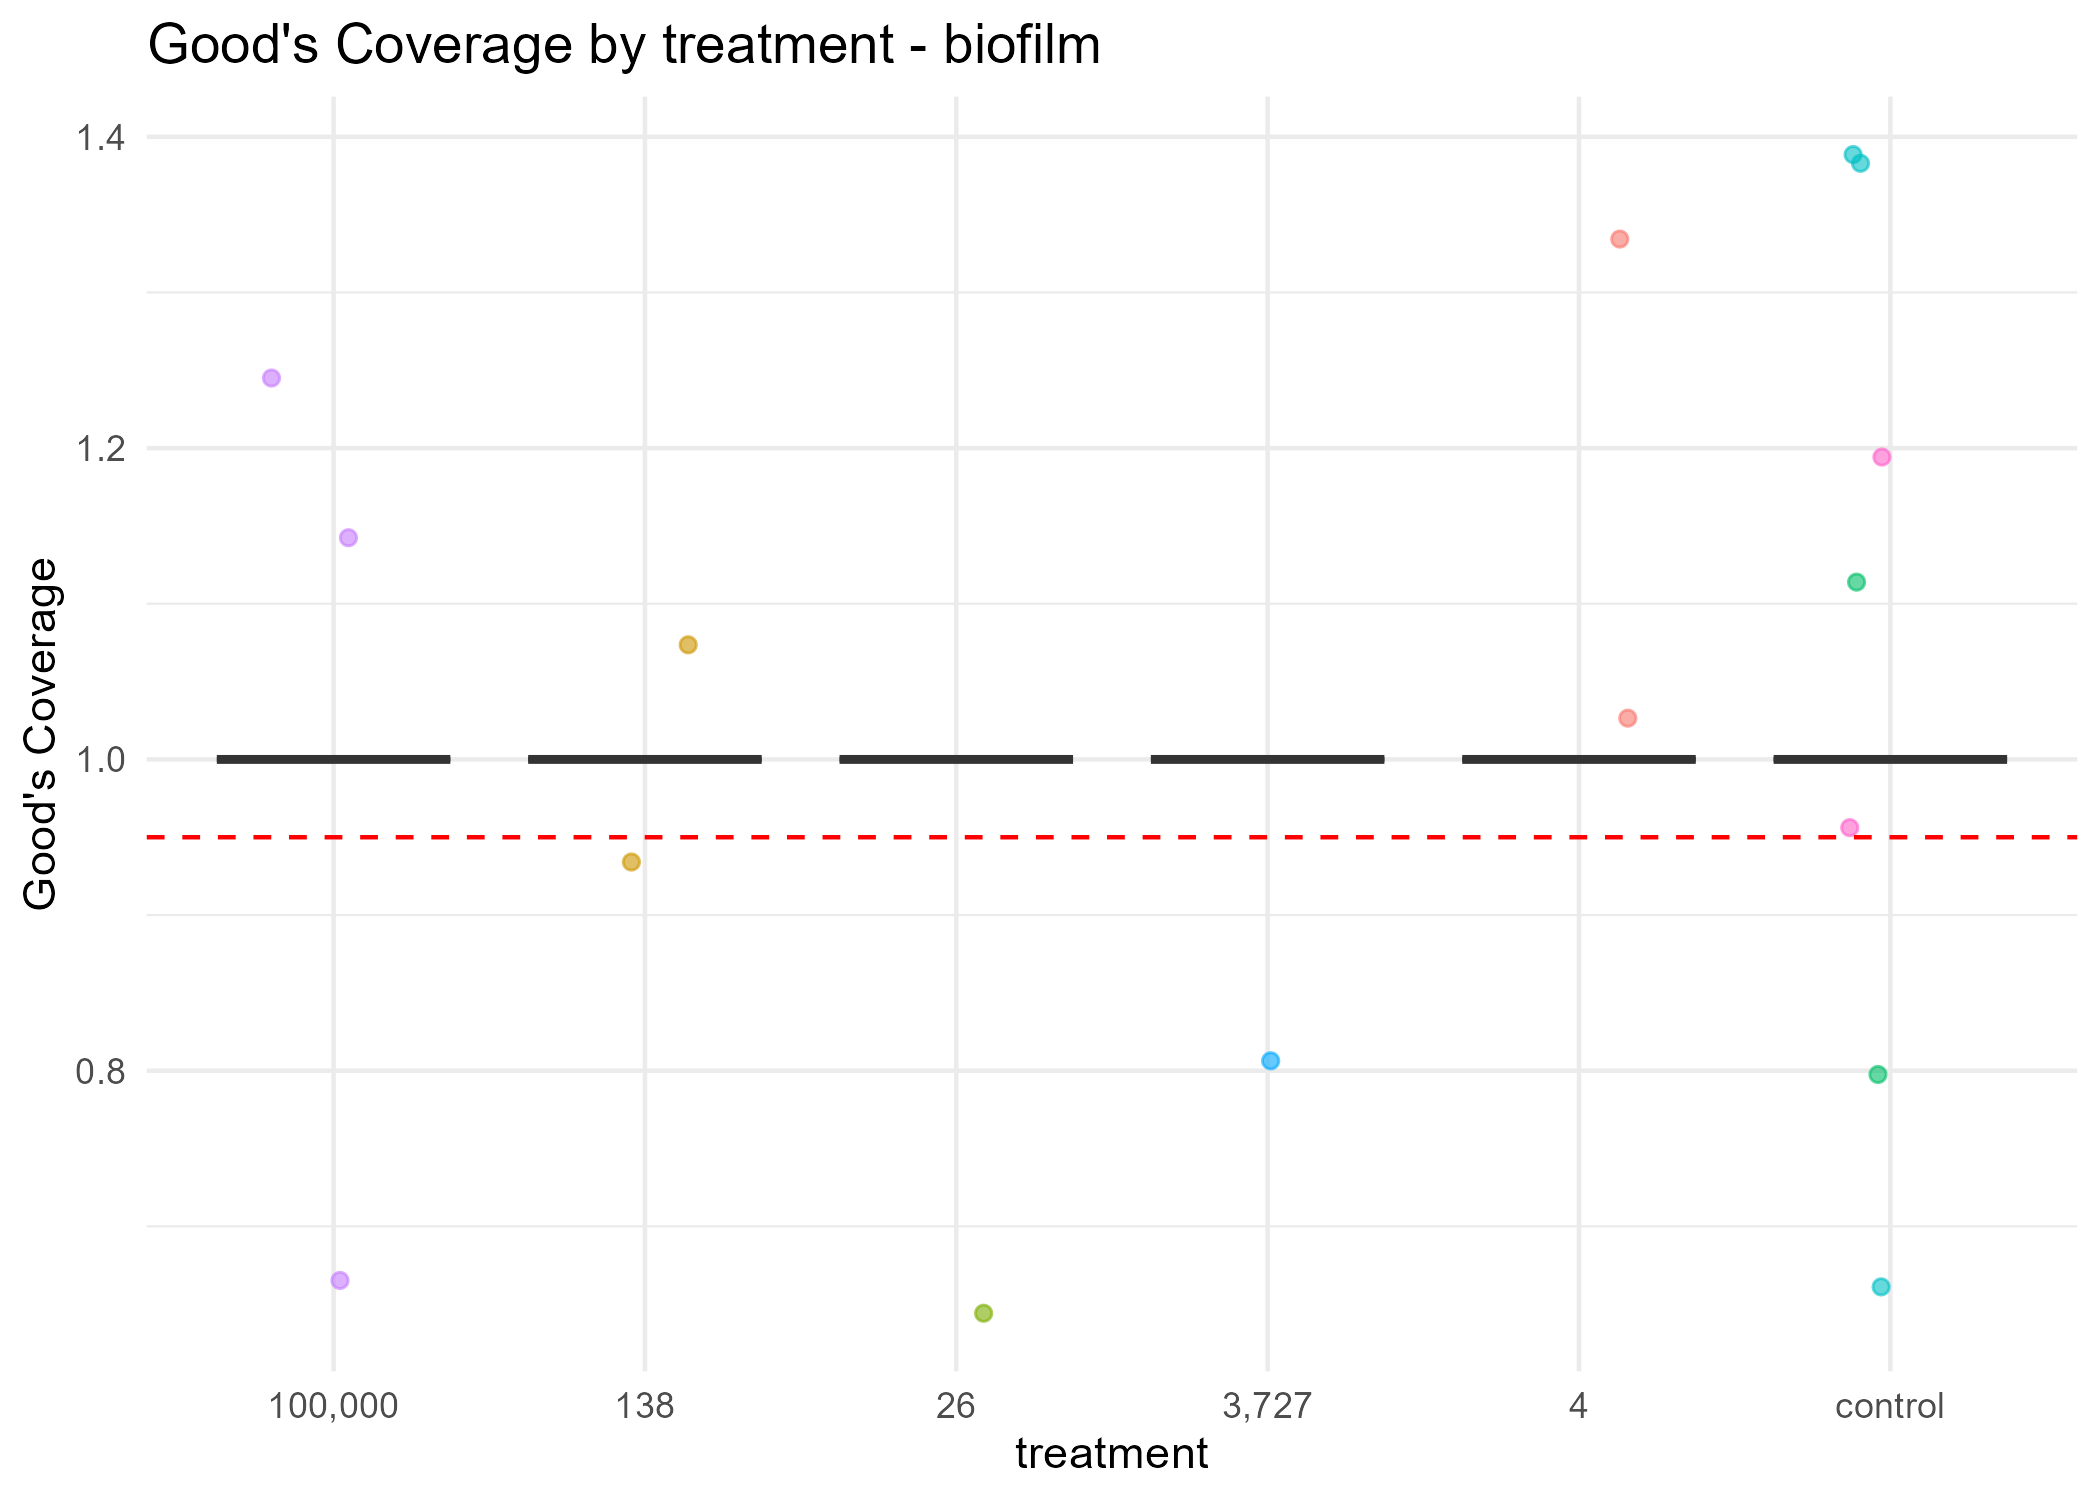 Good's Coverage by treatment - biofilm
1.4
1.2
1.0
0.8
Good's Coverage
100,000 138 26 3,727 4 control
treatment